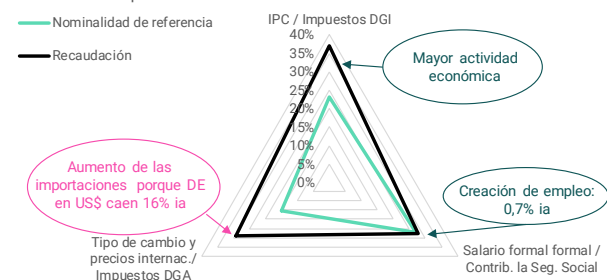 Nominalidad de referencia
Recaudación
IPC / Impuestos DGI
40%
35%
30%
25%
20%
15%
10%
5%
0%
Mayor actividad
económica
Aumento de las
importaciones porque DE
en US$ caen 16% ia
Creación de empleo:
0,7% ia
Tipo de cambio y
precios internac./
Impuestos DGA
Salario formal formal /
Contrib. la Seg. Social